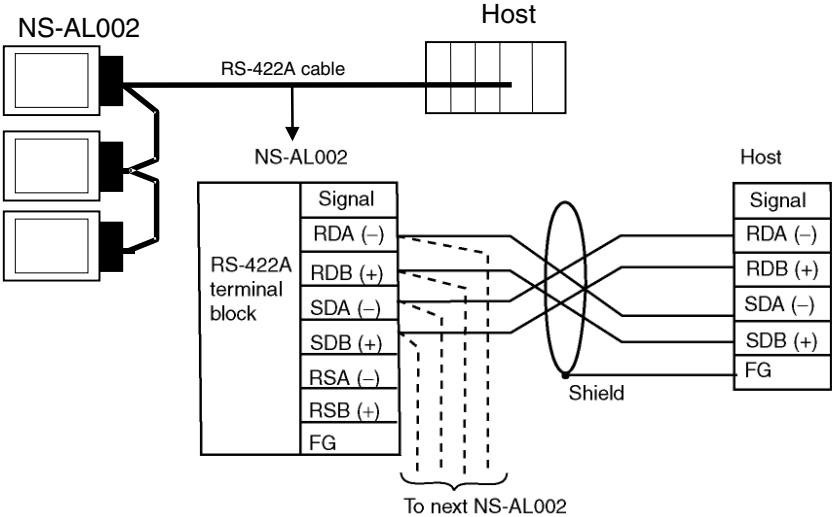 NS-AL002
Host
RS-422A cable
NS-AL002
Host
RS-422A
terminal
block
Signal
RDA (–)
RDB (+)
SDA (–)
SDB (+)
RSA (–)
RSB (+)
FG
Signal
RDA (–)
RDB (+)
SDA (–)
SDB (+)
FG
Shield
To next NS-AL002